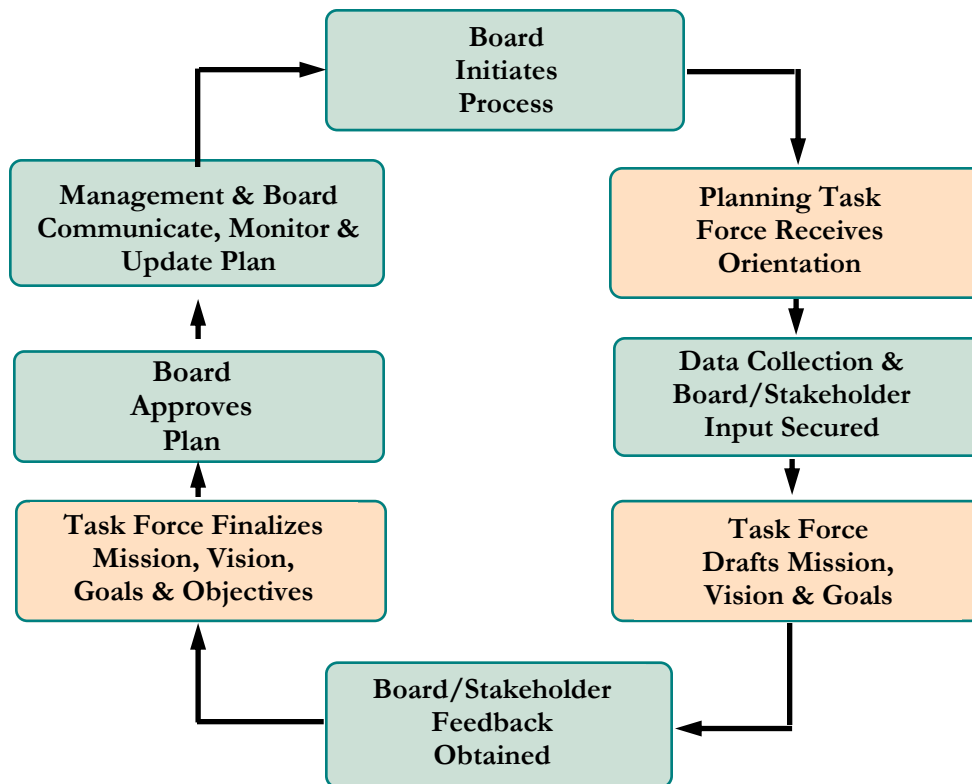 Board
Initiates
Process
Planning Task
Force Receives
Orientation
Data Collection &
Board/Stakeholder
Input Secured
Task Force
Drafts Mission,
Vision & Goals
Board/Stakeholder
Feedback
Obtained
Task Force Finalizes
Mission, Vision,
Goals & Objectives
Board
Approves
Plan
Management & Board
Communicate, Monitor &
Update Plan